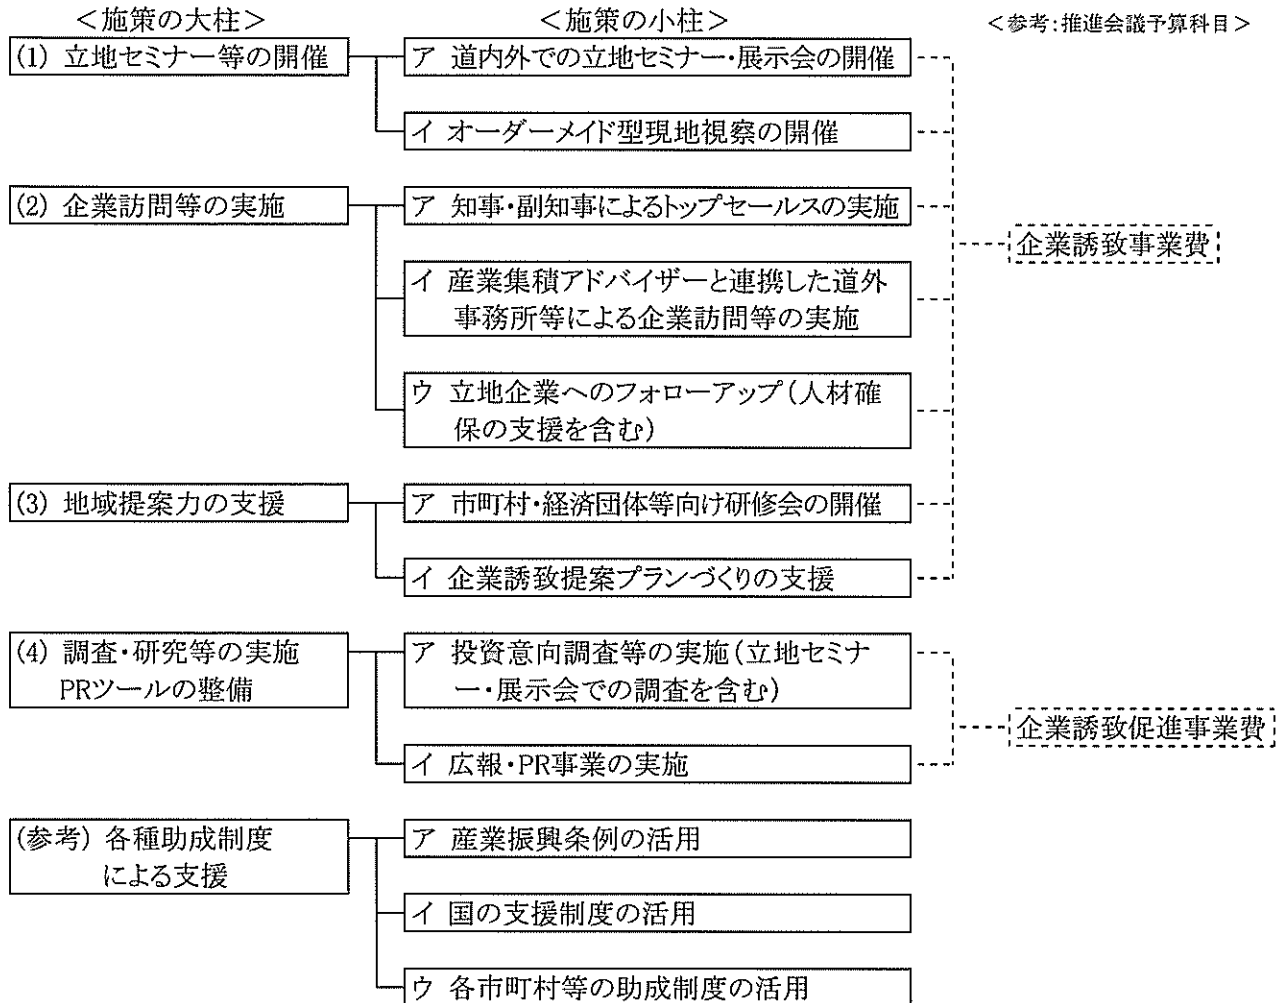 ＜施策の大柱＞ ＜施策の小柱＞ ＜参考:推進会議予算科目＞
(1) 立地セミナー等の開催
ア 道内外での立地セミナー・展示会の開催
イ オーダーメイド型現地視察の開催
(2) 企業訪問等の実施
ア 知事・副知事によるトップセールスの実施
イ 産業集積アドバイザーと連携した道外
事務所等による企業訪問等の実施
ウ 立地企業へのフォローアップ(人材確
保の支援を含む)
(3) 地域提案力の支援
ア 市町村・経済団体等向け研修会の開催
イ 企業誘致提案プランづくりの支援
企業誘致事業費
(4) 調査・研究等の実施
PRツールの整備
ア 投資意向調査等の実施(立地セミナ
ー・展示会での調査を含む)
イ 広報・PR事業の実施
企業誘致促進事業費
(参考) 各種助成制度
による支援
ア 産業振興条例の活用
イ 国の支援制度の活用
ウ 各市町村等の助成制度の活用